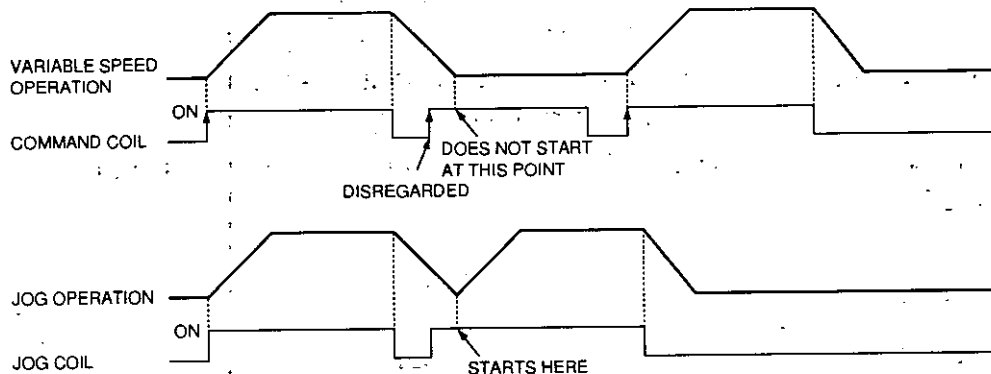 VARIABLE SPEED
OPERATION
ON
COMMAND COIL
DOES NOT START
AT THIS POINT
DISREGARDED
JOG OPERATION
ON
JOG COIL
STARTS HERE